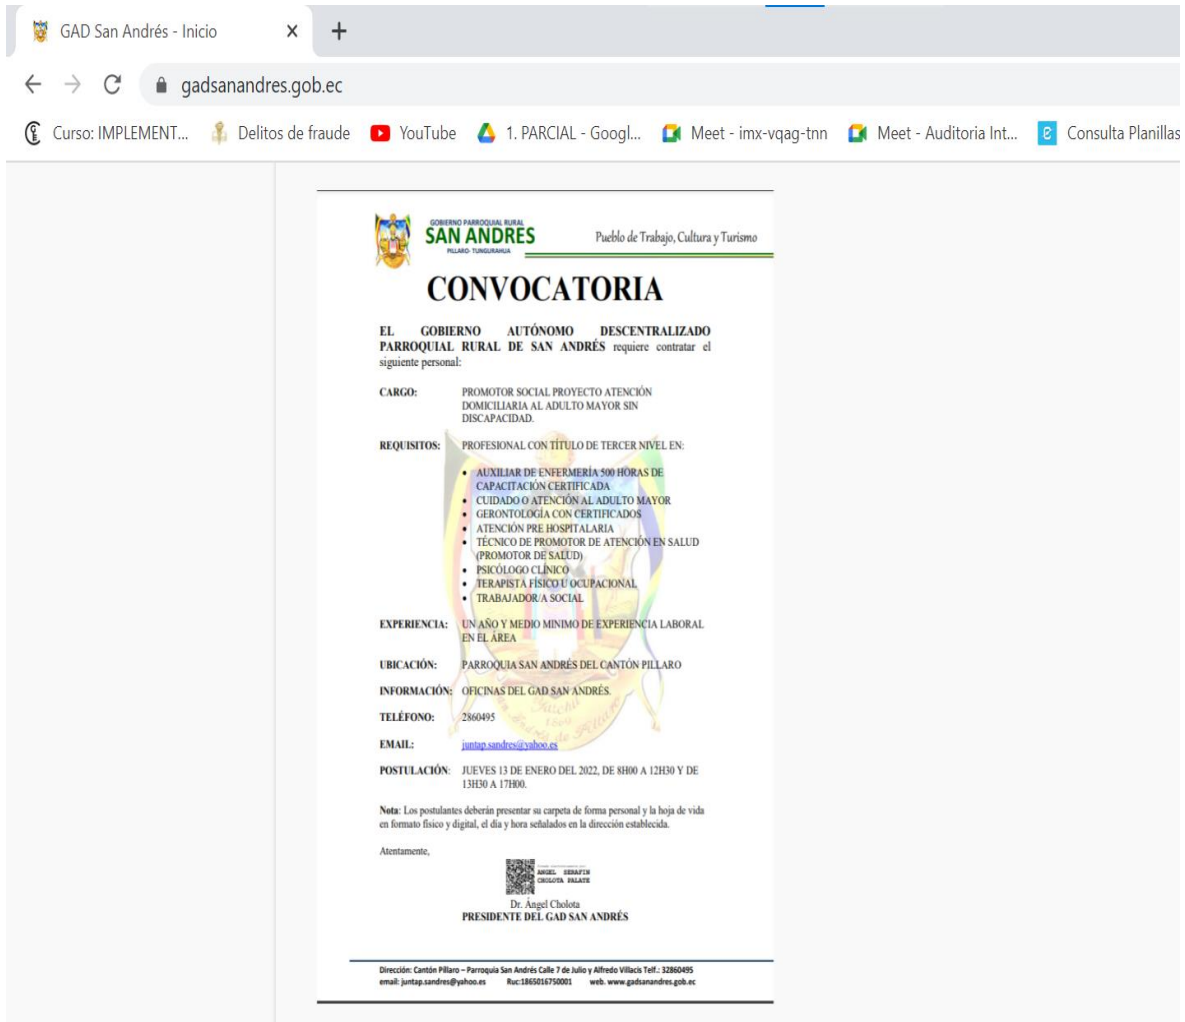 GAD San Andrés - Inicio
gadsanandres.gob.ec
Curso: IMPLEMENT... Delitos de fraude YouTube 1. PARCIAL - Googl... Meet - imx-vqag-tnn Meet - Auditoria Int... Consulta Planillas
GOBIERNO PARROQUIAL RURAL
SAN ANDRES
PILLARO- TUNGURAHUA
Pueblo de Trabajo, Cultura y Turismo
CONVOCATORIA
EL GOBIERNO AUTÓNOMO DESCENTRALIZADO
PARROQUIAL RURAL DE SAN ANDRÉS requiere contratar el
siguiente personal:
CARGO: PROMOTOR SOCIAL PROYECTO ATENCIÓN
DOMICILIARIA AL ADULTO MAYOR SIN
DISCAPACIDAD.
REQUISITOS: PROFESIONAL CON TÍTULO DE TERCER NIVEL EN:
• AUXILIAR DE ENFERMERÍA 500 HORAS DE
CAPACITACIÓN CERTIFICADA
• CUIDADO O ATENCIÓN AL ADULTO MAYOR
• GERONTOLOGÍA CON CERTIFICADOS
• ATENCIÓN PRE HOSPITALARIA
• TÉCNICO DE PROMOTOR DE ATENCIÓN EN SALUD
(PROMOTOR DE SALUD)
• PSICÓLOGO CLÍNICO
• TERAPISTA FÍSICO U OCUPACIONAL
• TRABAJADOR/A SOCIAL
EXPERIENCIA: UN AÑO Y MEDIO MINIMO DE EXPERIENCIA LABORAL
EN EL ÁREA
UBICACIÓN: PARROQUIA SAN ANDRÉS DEL CANTÓN PILLARO
INFORMACIÓN: OFICINAS DEL GAD SAN ANDRÉS.
TELÉFONO: 2860495
EMAIL: juntap.sandres@yahoo.es
POSTULACIÓN: JUEVES 13 DE ENERO DEL 2022, DE 8H00 A 12H30 Y DE
13H30 A 17H00.
Nota: Los postulantes deberán presentar su carpeta de forma personal y la hoja de vida
en formato físico y digital, el día y hora señalados en la dirección establecida.
Atentamente,
ANGEL SERAFIN
CHOLOTA PALATE
Dr. Ángel Cholota
PRESIDENTE DEL GAD SAN ANDRÉS
Dirección: Cantón Píllaro – Parroquia San Andrés Calle 7 de Julio y Alfredo Villacis Telf.: 32860495
email: juntap.sandres@yahoo.es Ruc:1865016750001 web. www.gadsanandres.gob.ec